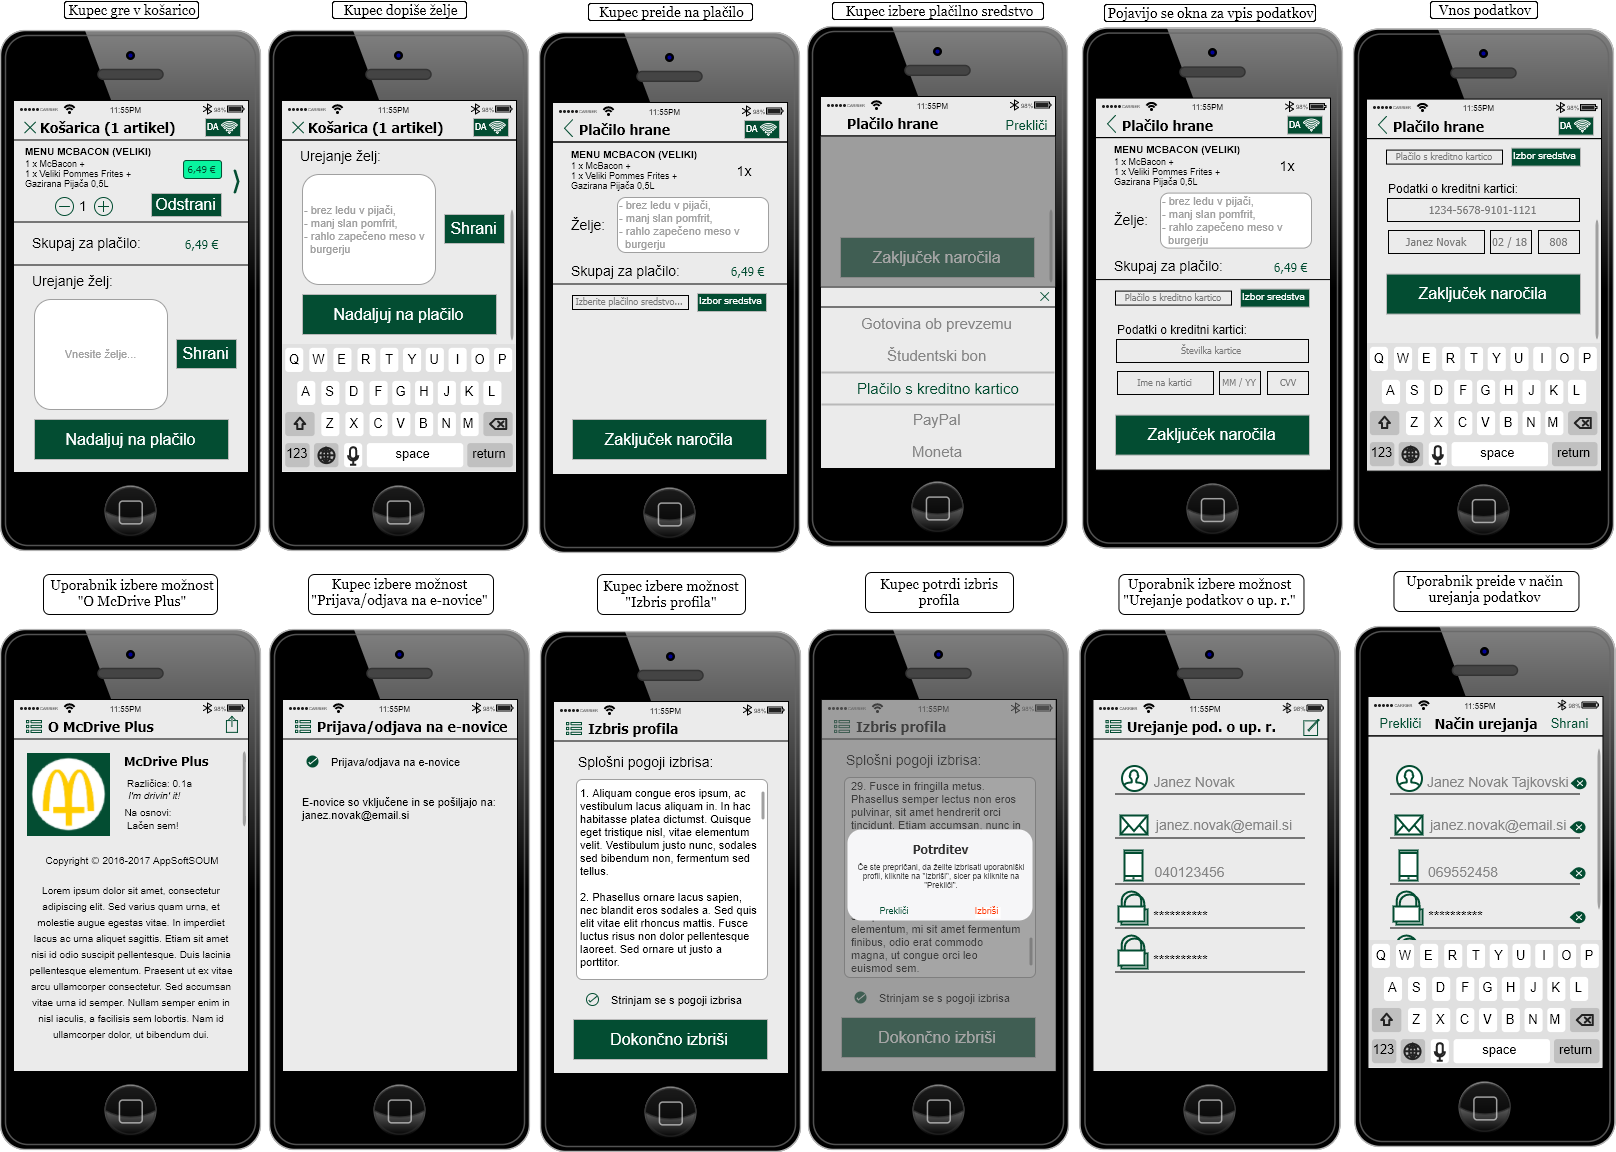 Kupec gre v košarico
●●●●● CARRIER 11:55PM 98%
Košarica (1 artikel) DA
MENU MCBACON (VELIKI)
1 x McBacon +
1 x Veliki Pommes Frites +
Gazirana Pijača 0,5L
6,49 €
1
Odstrani
Skupaj za plačilo: 6,49 €
Urejanje želj:
Vnesite želje...
Shrani
Nadaljuj na plačilo
Kupec dopiše želje
●●●●● CARRIER 11:55PM 98%
Košarica (1 artikel) DA
Urejanje želj:
- brez ledu v pijači,
- manj slan pomfrit,
- rahlo zapečeno meso v
burgerju
Shrani
Nadaljuj na plačilo
Q W E R T Y U I O P
A S D F G H J K L
Z X C V B N M
123 space return
Kupec preide na plačilo
●●●●● CARRIER 11:55PM 98%
Plačilo hrane DA
MENU MCBACON (VELIKI)
1 x McBacon +
1 x Veliki Pommes Frites +
Gazirana Pijača 0,5L
1x
Želje:
- brez ledu v pijači,
- manj slan pomfrit,
- rahlo zapečeno meso v
burgerju
Skupaj za plačilo: 6,49 €
Izberite plačilno sredstvo... Izbor sredstva
Zaključek naročila
Kupec izbere plačilno sredstvo
●●●●● CARRIER 11:55PM 98%
Plačilo hrane Prekliči
Zaključek naročila
Gotovina ob prevzemu
Študentski bon
Plačilo s kreditno kartico
PayPal
Moneta
Pojavijo se okna za vpis podatkov
●●●●● CARRIER 11:55PM 98%
Plačilo hrane DA
MENU MCBACON (VELIKI)
1 x McBacon +
1 x Veliki Pommes Frites +
Gazirana Pijača 0,5L
1x
Želje:
- brez ledu v pijači,
- manj slan pomfrit,
- rahlo zapečeno meso v
burgerju
Skupaj za plačilo: 6,49 €
Plačilo s kreditno kartico Izbor sredstva
Podatki o kreditni kartici:
Številka kartice
Ime na kartici MM / YY CVV
Zaključek naročila
Vnos podatkov
●●●●● CARRIER 11:55PM 98%
Plačilo hrane DA
Plačilo s kreditno kartico Izbor sredstva
Podatki o kreditni kartici:
1234-5678-9101-1121
Janez Novak 02 / 18 808
Zaključek naročila
Q W E R T Y U I O P
A S D F G H J K L
Z X C V B N M
123 space return
Uporabnik izbere možnost
"O McDrive Plus"
●●●●● CARRIER 11:55PM 98%
O McDrive Plus
McDrive Plus
Različica: 0.1a
I'm drivin' it!
Na osnovi:
Lačen sem!
Copyright © 2016-2017 AppSoftSOUM
Lorem ipsum dolor sit amet, consectetur
adipiscing elit. Sed varius quam urna, et
molestie augue egestas vitae. In imperdiet
lacus ac urna aliquet sagittis. Etiam sit amet
nisi id odio suscipit pellentesque. Duis lacinia
pellentesque elementum. Praesent ut ex vitae
arcu ullamcorper consectetur. Sed accumsan
vitae urna id semper. Nullam semper enim in
nisl iaculis, a facilisis sem lobortis. Nam id
ullamcorper dolor, ut bibendum dui.
Kupec izbere možnost
"Prijava/odjava na e-novice"
●●●●● CARRIER 11:55PM 98%
Prijava/odjava na e-novice
Prijava/odjava na e-novice
E-novice so vključene in se pošiljajo na:
janez.novak@email.si
Kupec izbere možnost
"Izbris profila"
●●●●● CARRIER 11:55PM 98%
Izbris profila
Splošni pogoji izbrisa:
1. Aliquam congue eros ipsum, ac
vestibulum lacus aliquam in. In hac
habitasse platea dictumst. Quisque
eget tristique nisl, vitae elementum
velit. Vestibulum justo nunc, sodales
sed bibendum non, fermentum sed
tellus.
2. Phasellus ornare lacus sapien,
nec blandit eros sodales a. Sed quis
elit vitae elit rhoncus mattis. Fusce
luctus risus non dolor pellentesque
laoreet. Sed ornare ut justo a
porttitor.
Strinjam se s pogoji izbrisa
Dokončno izbriši
Kupec potrdi izbris
profila
●●●●● CARRIER 11:55PM 98%
Izbris profila
Splošni pogoji izbrisa:
29. Fusce in fringilla metus.
Phasellus semper lectus non eros
pulvinar, sit amet hendrerit orci
tincidunt. Etiam accumsan, nunc in
Potrditev
Če ste prepričani, da želite izbrisati uporabniški
profil, kliknite na "Izbriši", sicer pa kliknite na
"Prekliči".
Prekliči Izbriši
elementum, mi sit amet fermentum
finibus, odio erat commodo
magna, ut congue orci leo
euismod sem.
Strinjam se s pogoji izbrisa
Dokončno izbriši
Uporabnik izbere možnost
"Urejanje podatkov o up. r."
●●●●● CARRIER 11:55PM 98%
Urejanje pod. o up. r.
Janez Novak
janez.novak@email.si
040123456
**********
**********
Uporabnik preide v način
urejanja podatkov
●●●●● CARRIER 11:55PM 98%
Prekliči Način urejanja Shrani
Janez Novak Tajkovski
janez.novak@email.si
069552458
**********
Q W E R T Y U I O P
A S D F G H J K L
Z X C V B N M
123 space return